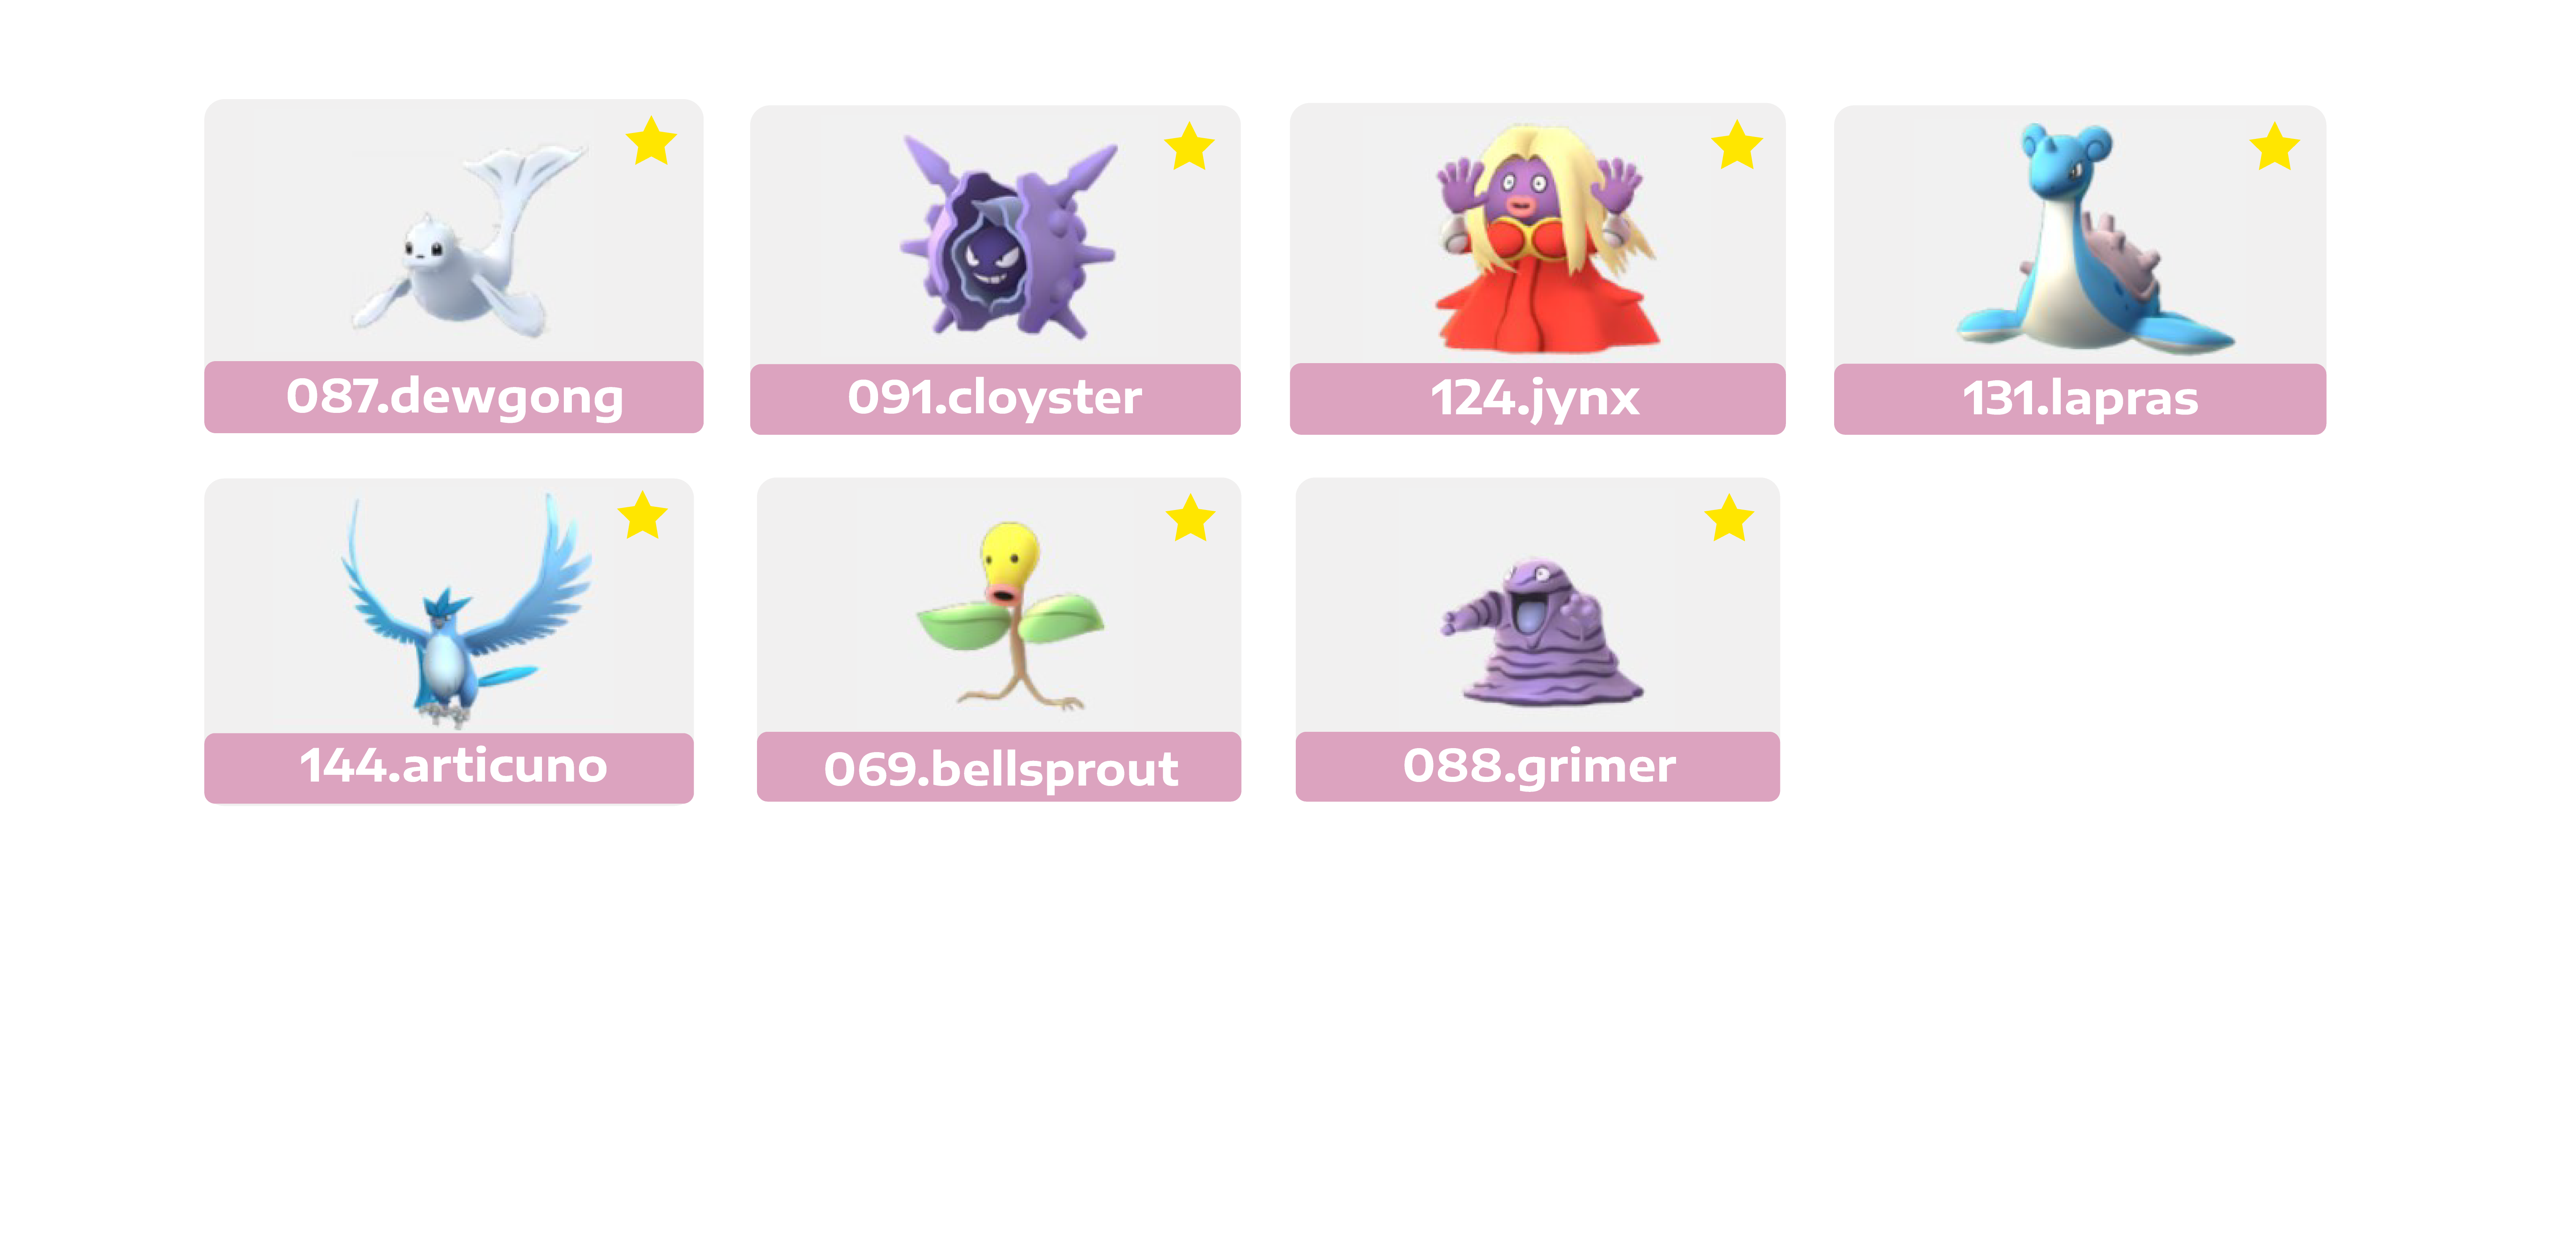 087.dewgong
091.cloyster
124.jynx
131.lapras
144.articuno
069.bellsprout
088.grimer